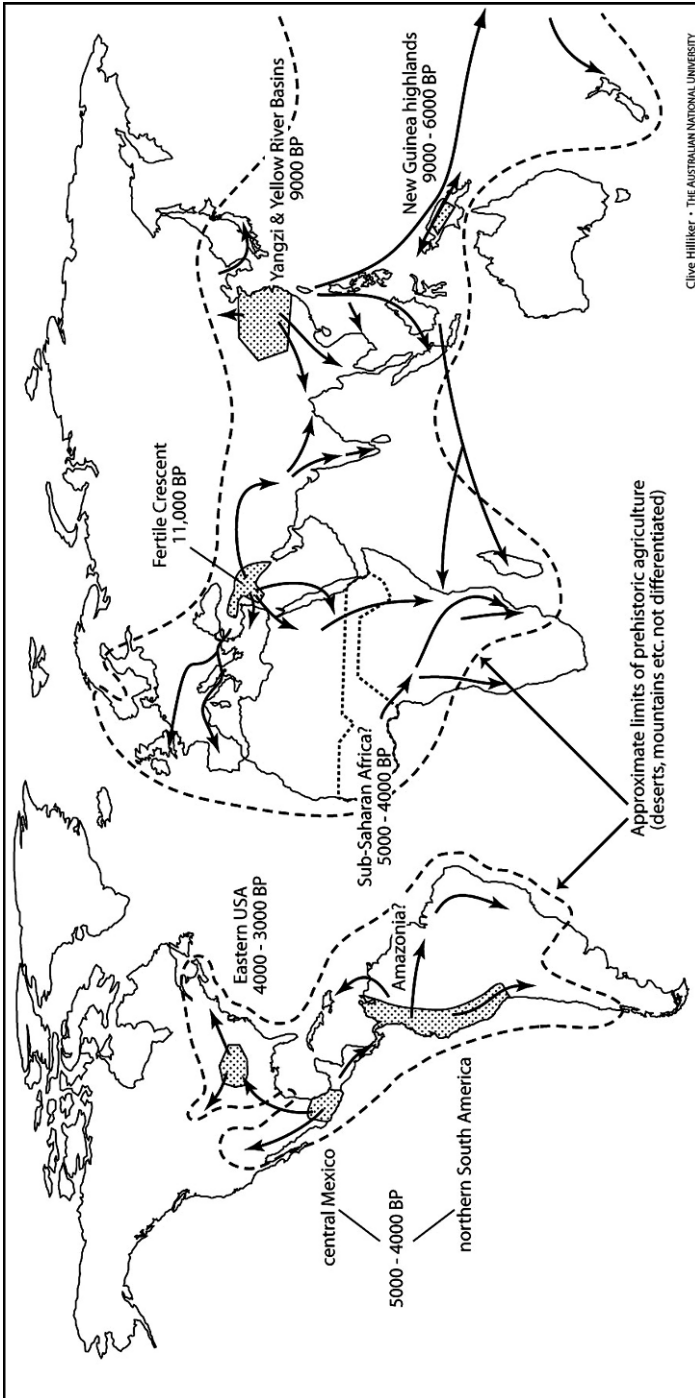 Fertile Crescent
11,000 BP
Yangzi & Yellow River Basins
9000 BP
Eastern USA
4000 - 3000 BP
central Mexico
5000 - 4000 BP
northern South America
Amazonia?
Sub-Saharan Africa?
5000 - 4000 BP
New Guinea highlands
9000 - 6000 BP
Approximate limits of prehistoric agriculture
(deserts, mountains etc. not differentiated)
Clive Hilliker • THE AUSTRALIAN NATIONAL UNIVERSITY